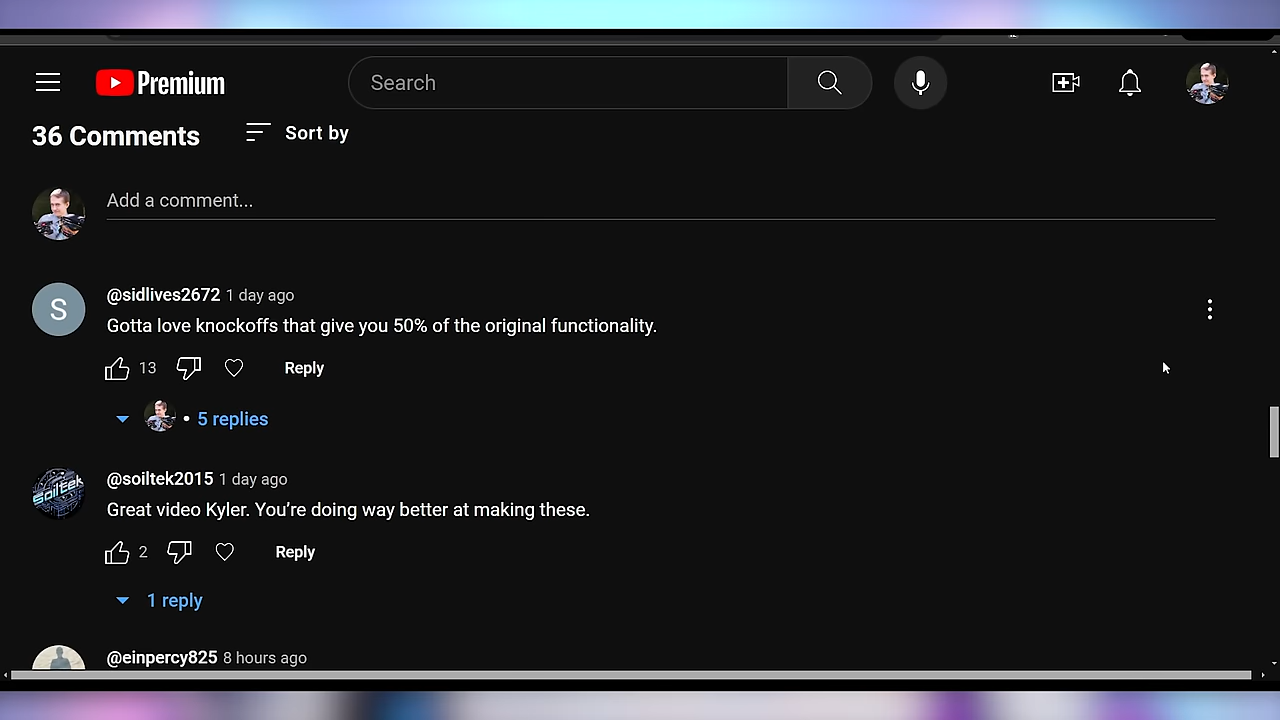 Premium
Search
36 Comments
Sort by
Add a comment...
@sidlives2672 1 day ago
Gotta love knockoffs that give you 50% of the original functionality.
13
Reply
• 5 replies
Soiltek
@soiltek2015 1 day ago
Great video Kyler. You’re doing way better at making these.
2
Reply
1 reply
@einpercy825 8 hours ago
S